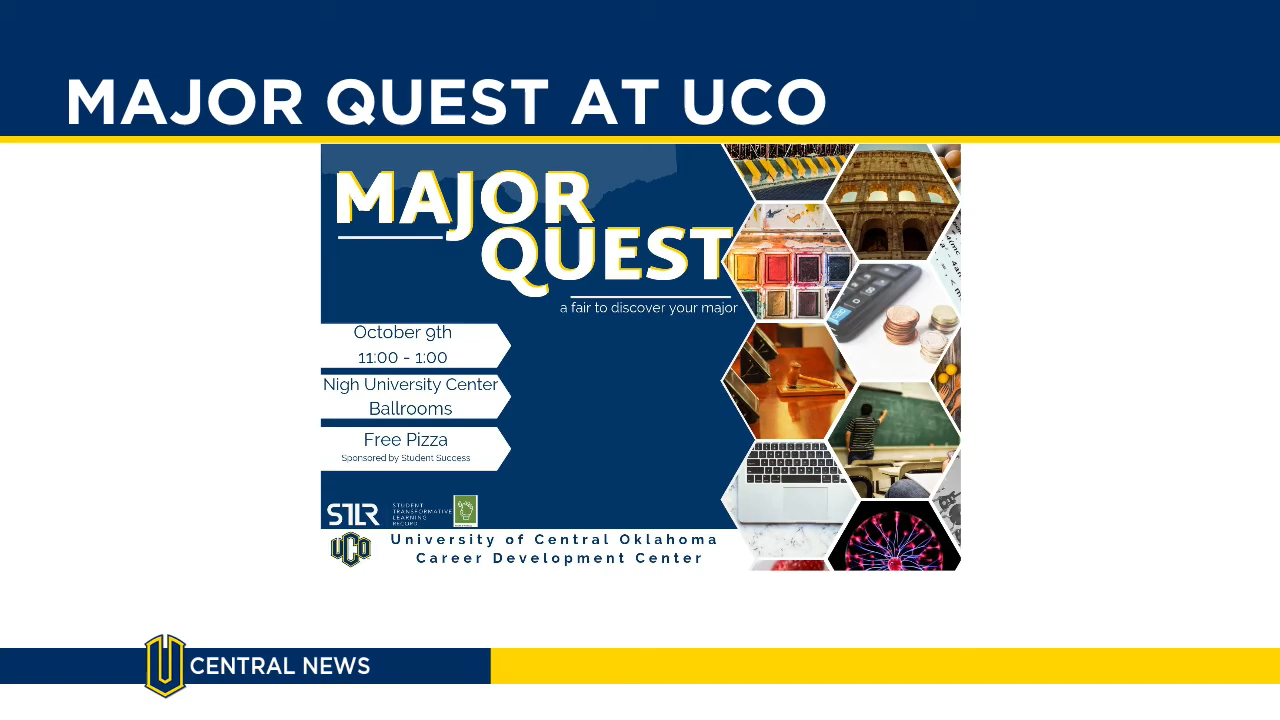 MAJOR QUEST AT UCO
MAJOR
QUEST
a fair to discover your major
October 9th
11:00 - 1:00
Nigh University Center
Ballrooms
Free Pizza
Sponsored by Student Success
STLR
STUDENT
TRANSFORMATIVE
LEARNING
RECORD
UCO
University of Central Oklahoma
Career Development Center
CENTRAL NEWS